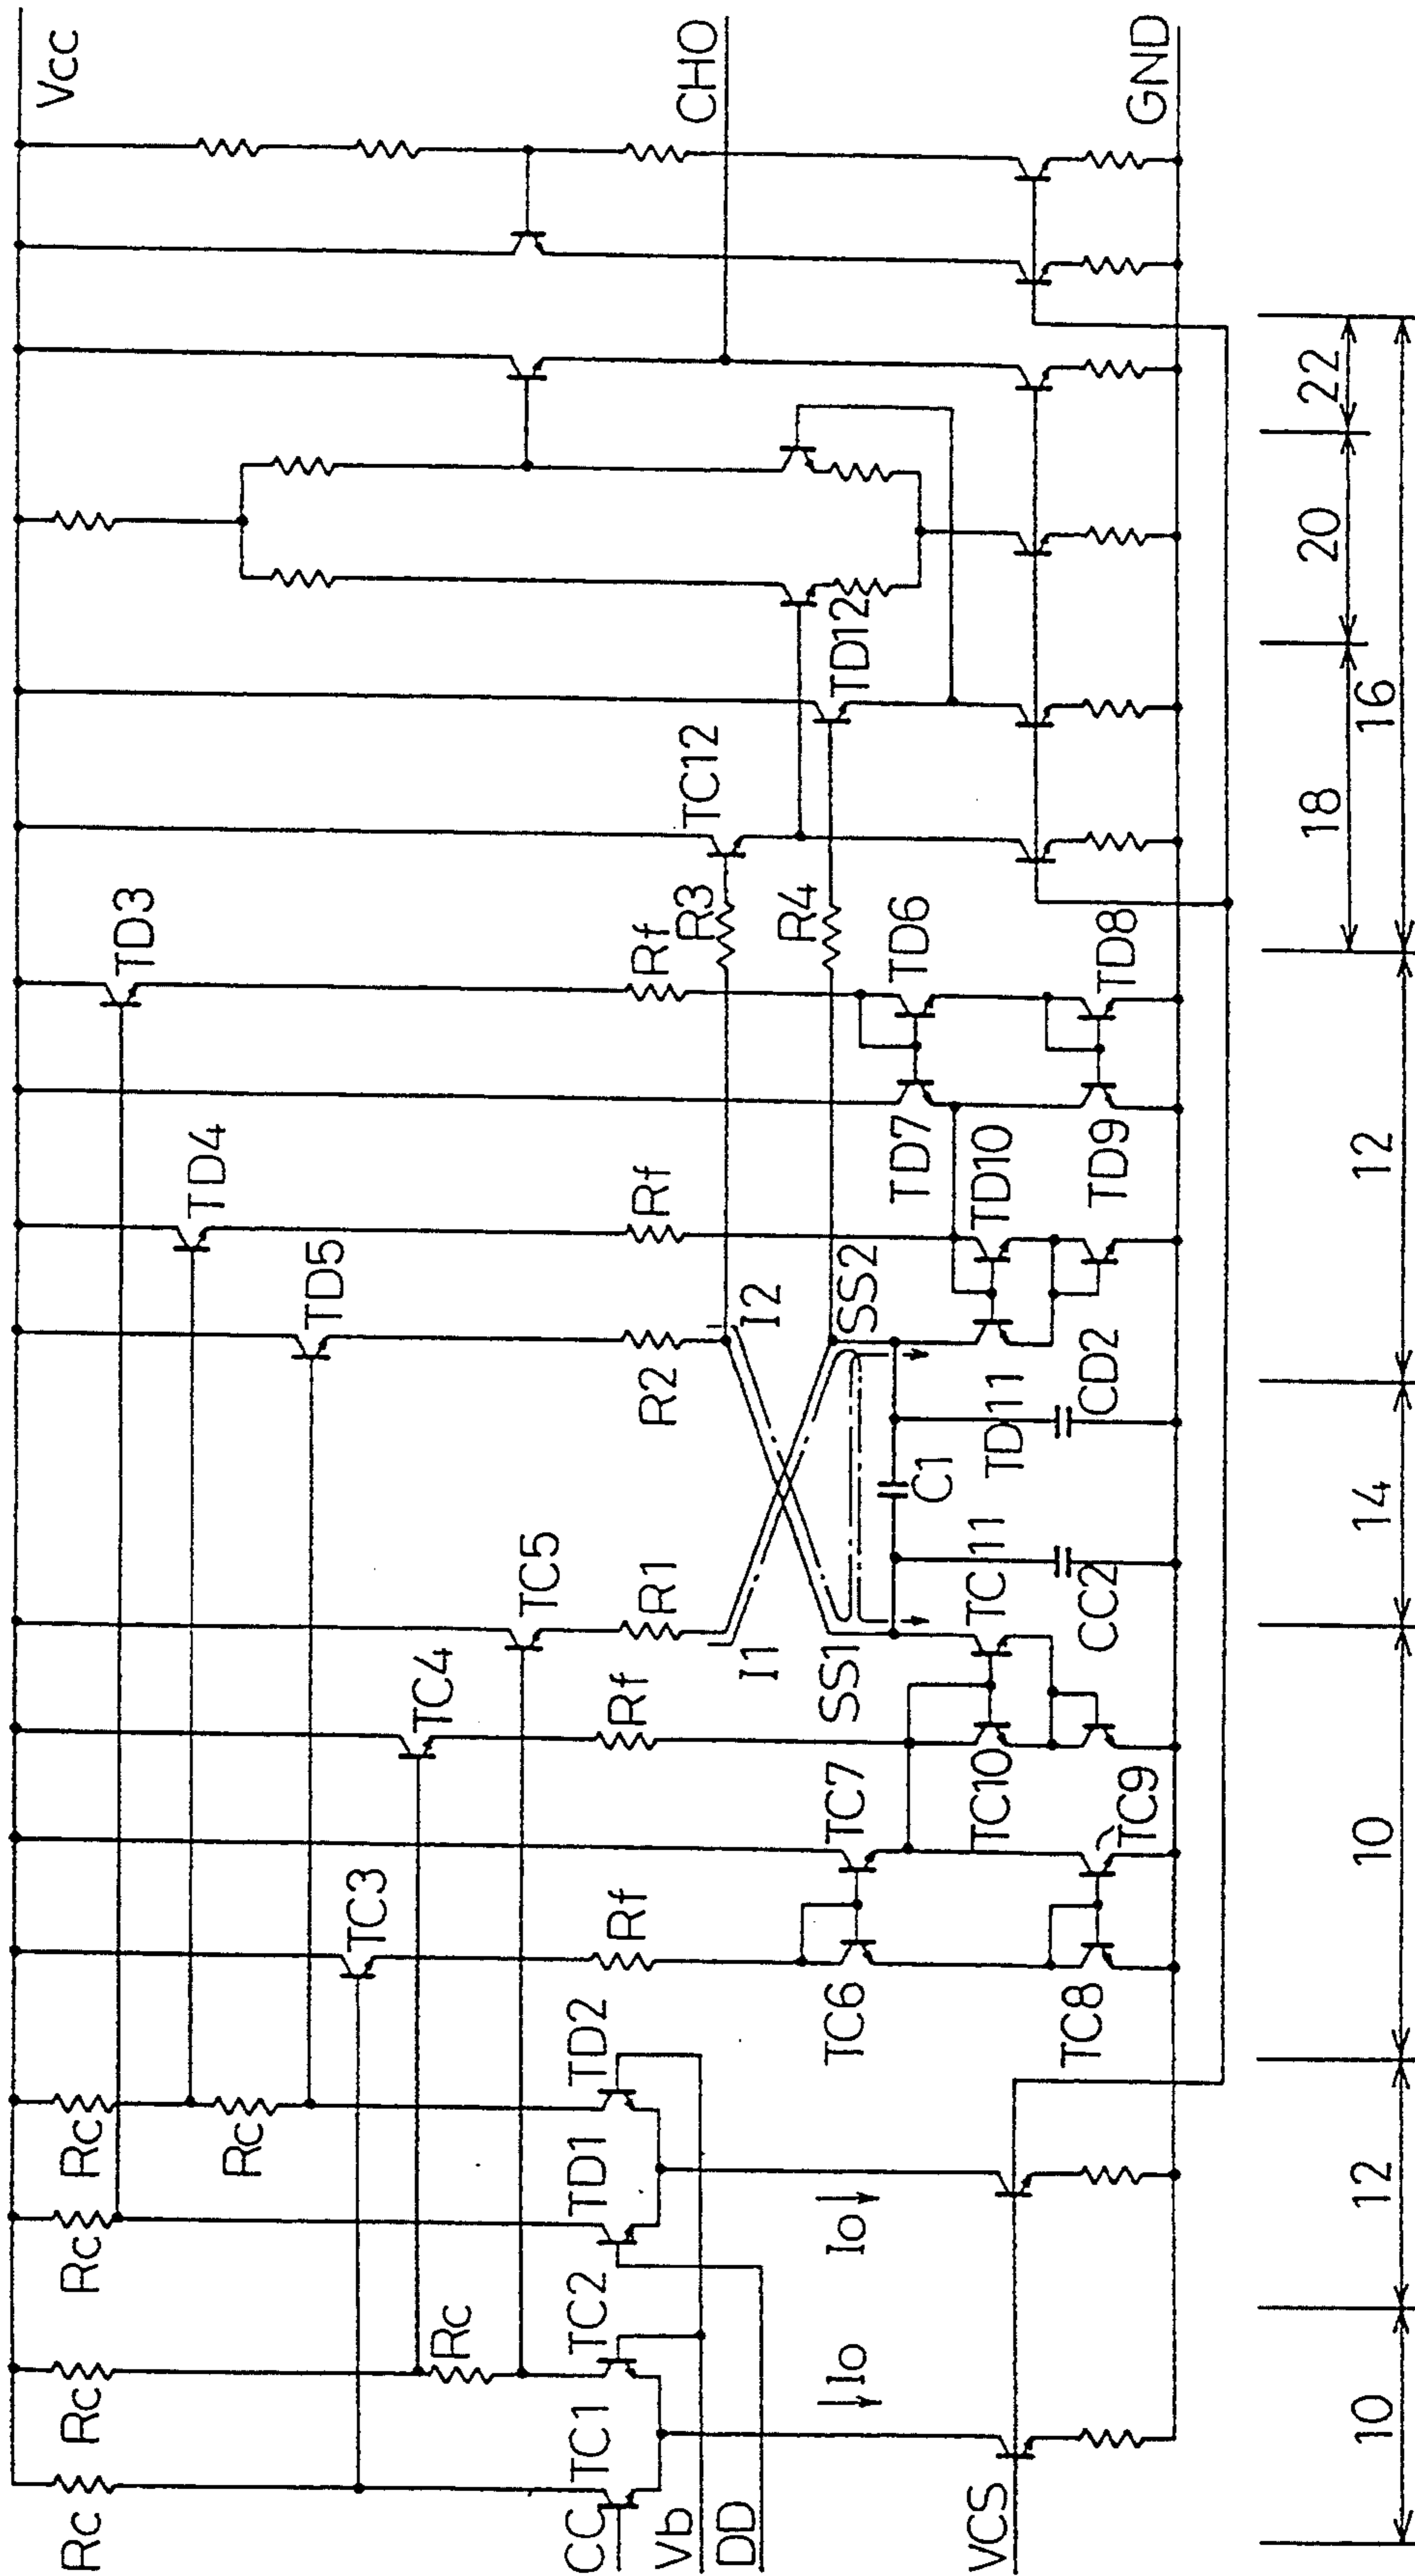 Vcc
CHO
GND
TD3
TD4
TD5
TC12
TD12
Rf
R3
R4
TD6
TD8
Rf
R2
I2
SS2
TD7
TD10
TD9
TC5
R1
I1
SS1
C1
TD11
CD2
TC4
Rf
TC11
CC2
TC3
Rf
TC7
TC10
TC9
TC6
TC8
Rc
Rc
TD2
Rc
TD1
Rc
Rc
TC2
Rc
TC1
Io
Io
CC
Vb
DD
VCS
22
20
18
16
12
14
10
12
10